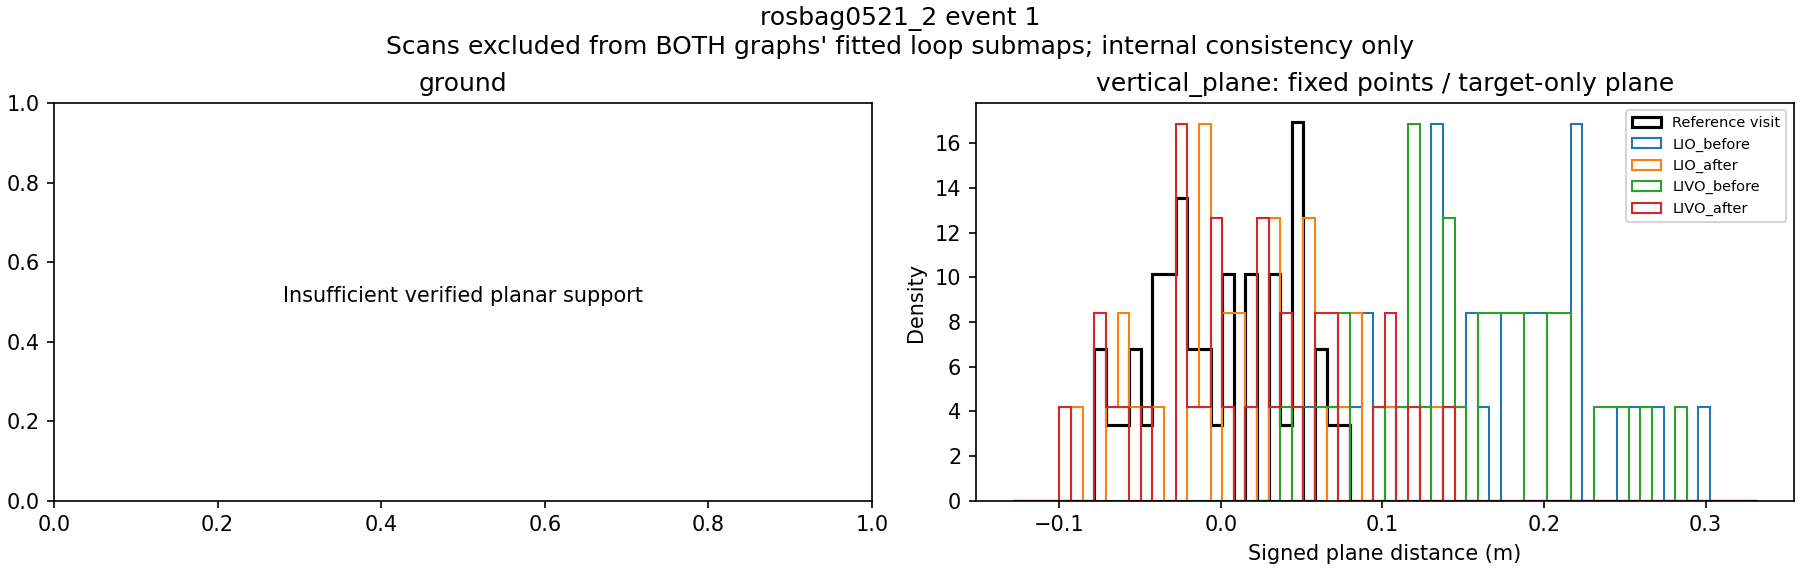 rosbag0521_2 event 1
Scans excluded from BOTH graphs' fitted loop submaps; internal consistency only
ground
1.0
0.8
0.6
0.4
0.2
0.0
Insufficient verified planar support
0.0 0.2 0.4 0.6 0.8 1.0
vertical_plane: fixed points / target-only plane
16
14
12
10
8
6
4
2
0
Density
Reference visit
LIO_before
LIO_after
LIVO_before
LIVO_after
−0.1 0.0 0.1 0.2 0.3
Signed plane distance (m)